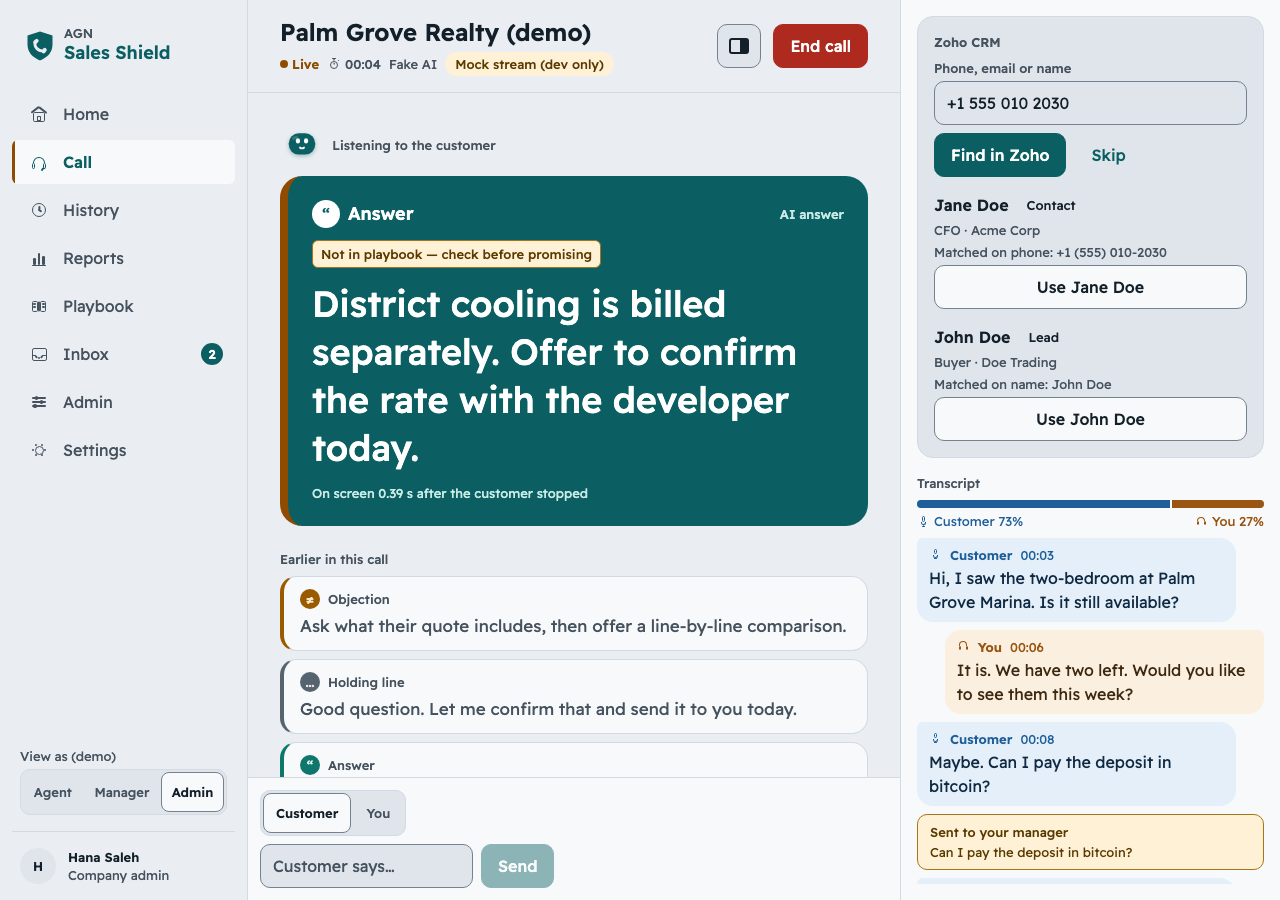 AGN
Sales Shield
Home
Call
History
Reports
Playbook
Inbox
2
Admin
Settings
View as (demo)
Agent
Manager
Admin
H
Hana Saleh
Company admin
Palm Grove Realty (demo)
Live
00:04
Fake AI
Mock stream (dev only)
End call
Listening to the customer
“ Answer
AI answer
Not in playbook — check before promising
District cooling is billed
separately. Offer to confirm
the rate with the developer
today.
On screen 0.39 s after the customer stopped
Earlier in this call
≠ Objection
Ask what their quote includes, then offer a line-by-line comparison.
… Holding line
Good question. Let me confirm that and send it to you today.
“ Answer
Customer
You
Customer says…
Send
Zoho CRM
Phone, email or name
+1 555 010 2030
Find in Zoho
Skip
Jane Doe
Contact
CFO · Acme Corp
Matched on phone: +1 (555) 010-2030
Use Jane Doe
John Doe
Lead
Buyer · Doe Trading
Matched on name: John Doe
Use John Doe
Transcript
Customer 73%
You 27%
Customer 00:03
Hi, I saw the two-bedroom at Palm
Grove Marina. Is it still available?
You 00:06
It is. We have two left. Would you like
to see them this week?
Customer 00:08
Maybe. Can I pay the deposit in
bitcoin?
Sent to your manager
Can I pay the deposit in bitcoin?